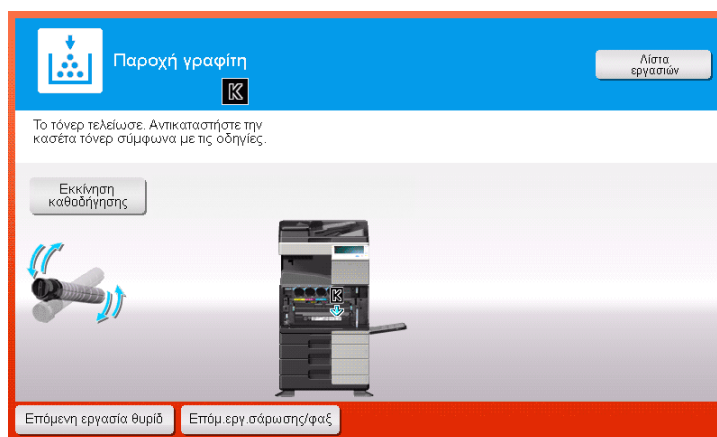 Παροχή γραφίτη
Λίστα
εργασιών
K
Το τόνερ τελείωσε. Αντικαταστήστε την
κασέτα τόνερ σύμφωνα με τις οδηγίες.
Εκκίνηση
καθοδήγησης
K
Επόμενη εργασία θυρίδ
Επόμ.εργ.σάρωσης/φαξ